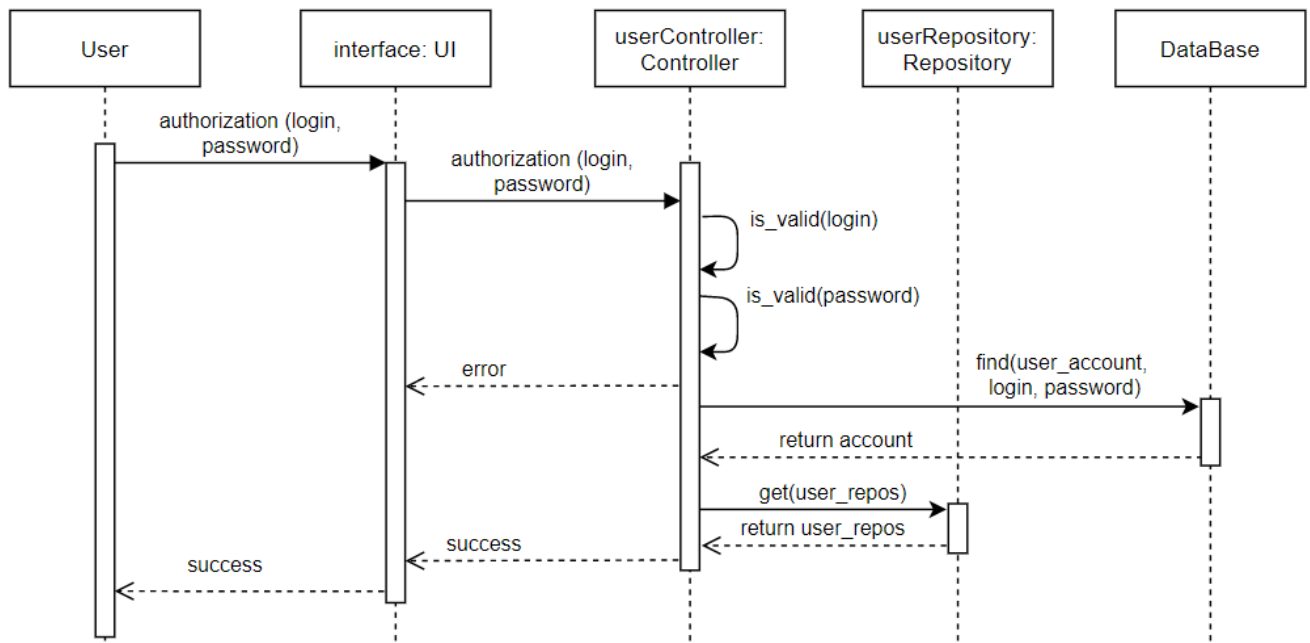 User
interface: UI
userController:
Controller
userRepository:
Repository
DataBase
authorization (login,
password)
authorization (login,
password)
is_valid(login)
is_valid(password)
error
find(user_account,
login, password)
return account
get(user_repos)
return user_repos
success
success